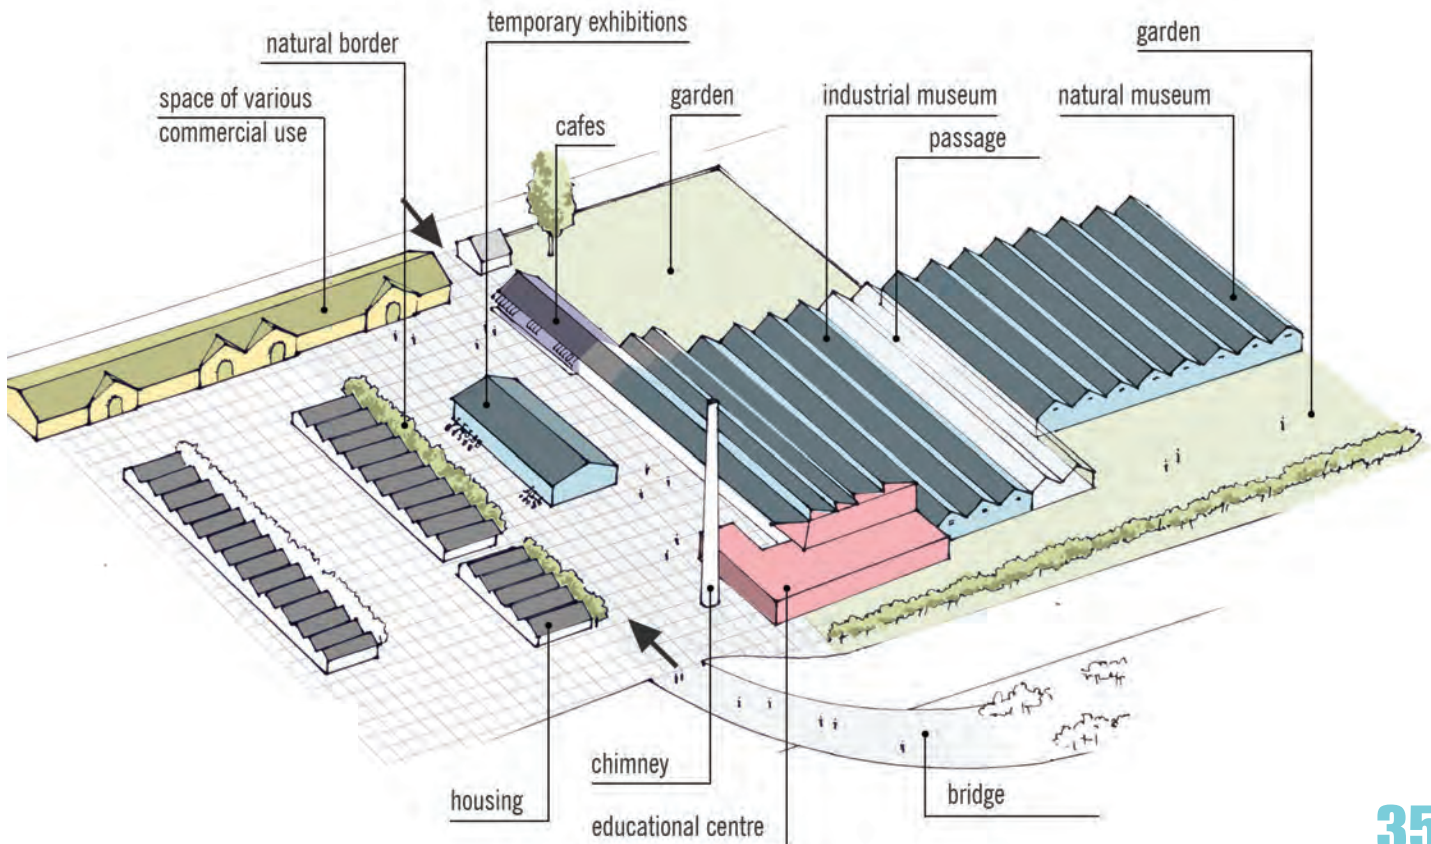 temporary exhibitions
natural border
garden
space of various
commercial use
garden
industrial museum
natural museum
cafes
passage
chimney
housing
bridge
educational centre
35